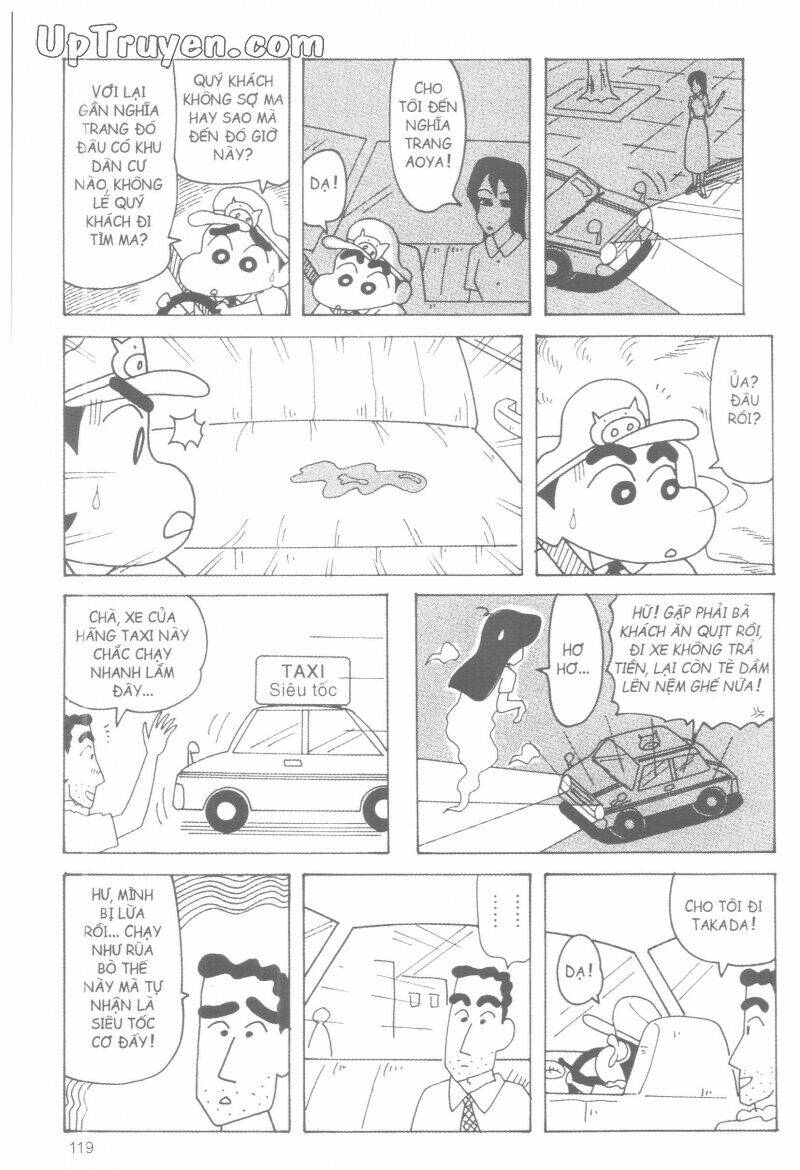 UpTruyen.com
CHO
TÔI ĐẾN
NGHĨA
TRANG
AOYA!
DẠ!
QUÝ KHÁCH
KHÔNG SỢ MA
HAY SAO MÀ
ĐẾN ĐÓ GIỜ
NÀY?
VỚI LẠI
GẦN NGHĨA
TRANG ĐÓ
ĐÂU CÓ KHU
DÂN CƯ
NÀO, KHÔNG
LẼ QUÝ
KHÁCH ĐI
TÌM MA?
ỦA?
ĐÂU
RỒI?
HỪ! GẶP PHẢI BÀ
KHÁCH ĂN QUỊT RỒI,
ĐI XE KHÔNG TRẢ
TIỀN, LẠI CÒN TÈ DẦM
LÊN NỆM GHẾ NỮA!
HƠ
HƠ...
CHÀ, XE CỦA
HÃNG TAXI NÀY
CHẮC CHẠY
NHANH LẮM
ĐÂY...
TAXI
Siêu tốc
CHO TÔI ĐI
TAKADA!
DẠ!
......
......
HƯ, MÌNH
BỊ LỪA
RỒI... CHẠY
NHƯ RÙA
BÒ THẾ
NÀY MÀ TỰ
NHẬN LÀ
SIÊU TỐC
CƠ ĐẤY!
119